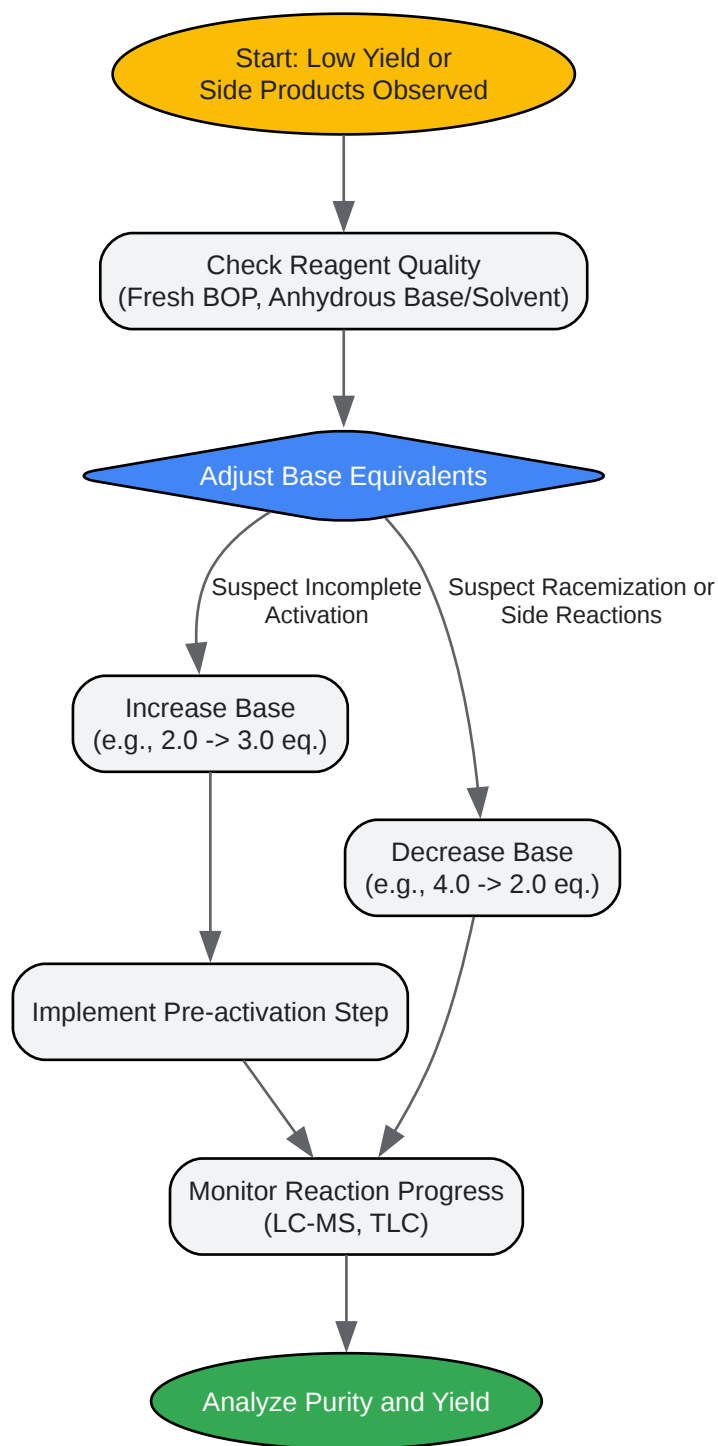 Start: Low Yield or
Side Products Observed
Check Reagent Quality
(Fresh BOP, Anhydrous Base/Solvent)
Adjust Base Equivalents
Suspect Incomplete
Activation
Suspect Racemization or
Side Reactions
Increase Base
(e.g., 2.0 -> 3.0 eq.)
Decrease Base
(e.g., 4.0 -> 2.0 eq.)
Implement Pre-activation Step
Monitor Reaction Progress
(LC-MS, TLC)
Analyze Purity and Yield